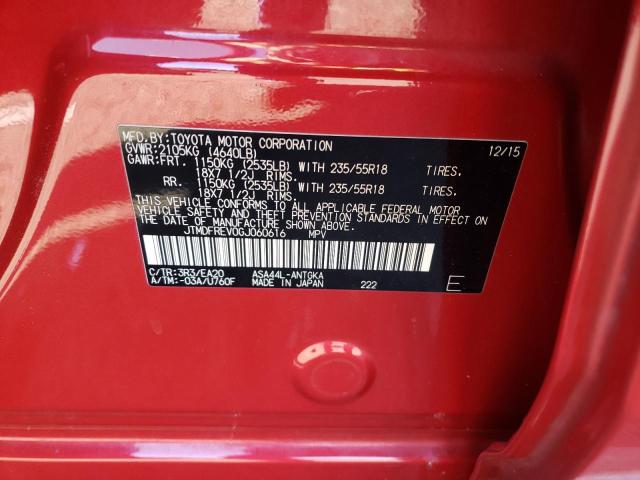 MFD.BY: TOYOTA MOTOR CORPORATION 12/15
GVWR: 2105KG (4640LB)
GAWR: FRT. 1150KG (2535LB) WITH 235/55R18 TIRES.
18X7 1/2J RIMS.
RR. 1150KG (2535LB) WITH 235/55R18 TIRES.
18X7 1/2J RIMS.
THIS VEHICLE CONFORMS TO ALL APPLICABLE FEDERAL MOTOR
VEHICLE SAFETY AND THEFT PREVENTION STANDARDS IN EFFECT ON
THE DATE OF MANUFACTURE SHOWN ABOVE.
JTMDFREV0GJ060616 MPV
C/TR: 3R3/EA20 ASA44L-ANTGKA
A/TM: -03A/U760F MADE IN JAPAN 222 E